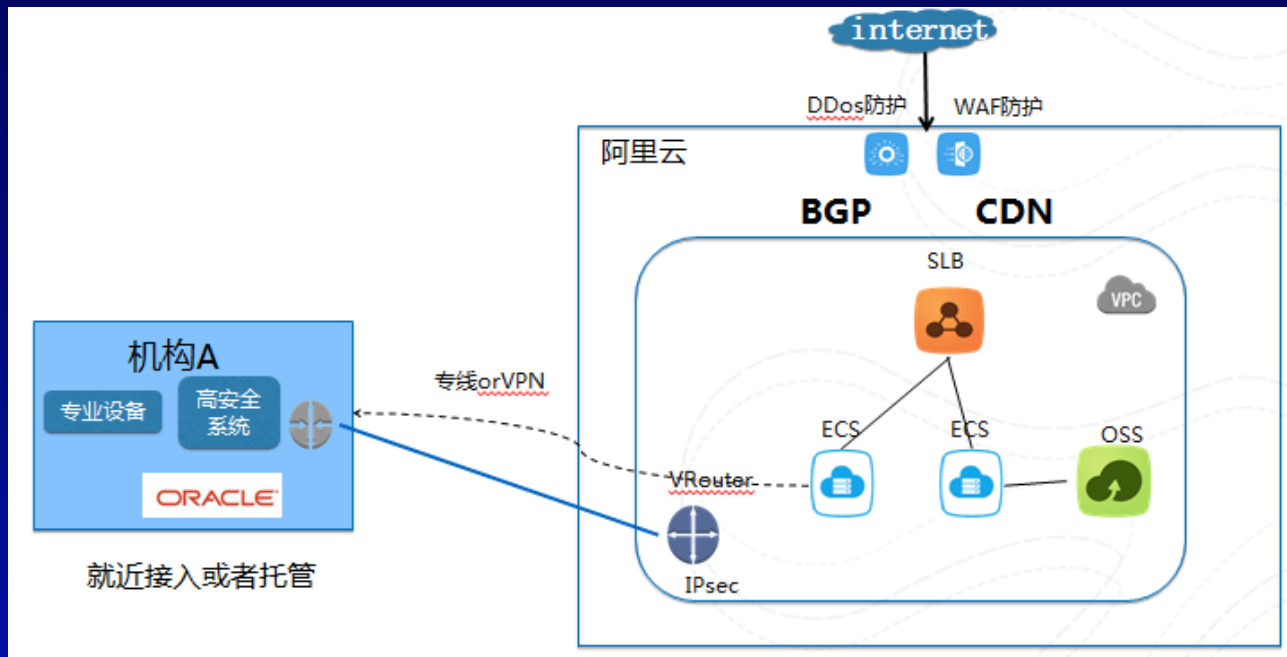 internet
DDos防护
WAF防护
阿里云
BGP
CDN
SLB
VPC
机构A
专业设备
高安全
系统
ORACLE
专线orVPN
ECS
ECS
OSS
VRouter
IPsec
就近接入或者托管